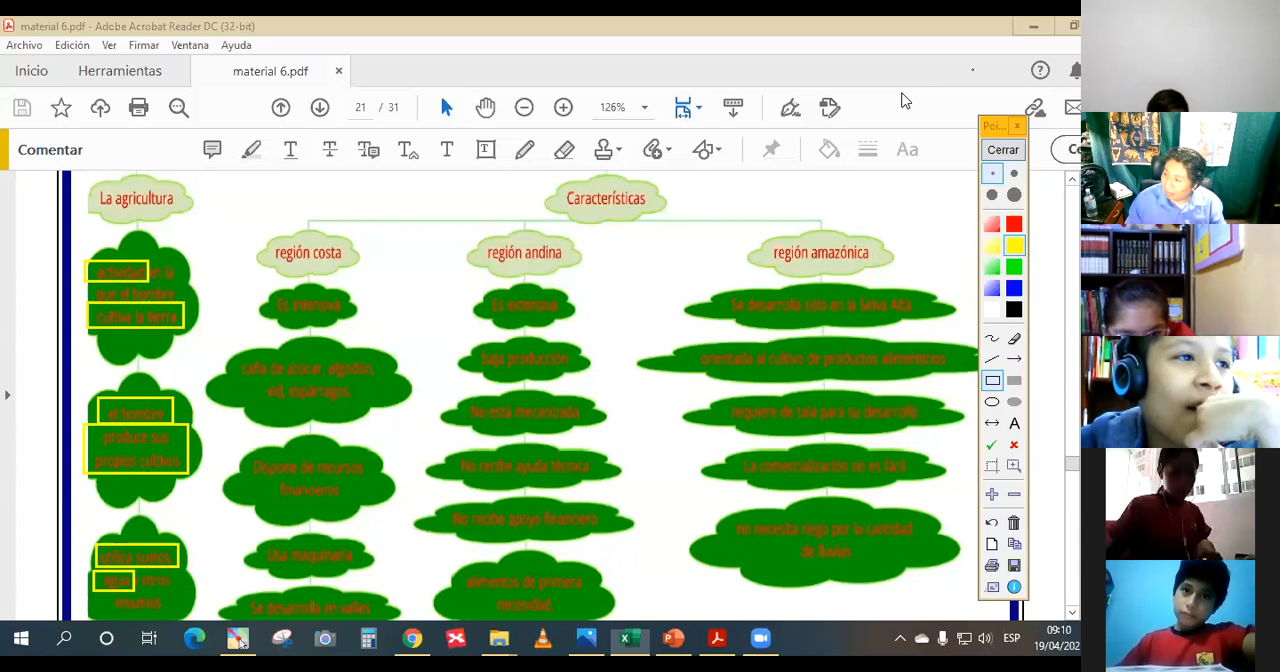 material 6.pdf - Adobe Acrobat Reader DC (32-bit)
Archivo Edición Ver Firmar Ventana Ayuda
Inicio Herramientas material 6.pdf ×
21 / 31 126%
Comentar
Poi...
Cerrar
La agricultura
Características
región costa
región andina
región amazónica
actividad en la
que el hombre
cultiva la tierra
el hombre
produce sus
propios cultivos
utiliza suelos,
agua y otros
insumos
Es intensiva
caña de azúcar, algodón,
vid, espárragos.
Dispone de recursos
financieros
Usa maquinaria
Se desarrolla en valles
Es extensiva
baja producción
No está mecanizada
No recibe ayuda técnica
No recibe apoyo financiero
alimentos de primera
necesidad.
Se desarrolla sólo en la Selva Alta
orientada al cultivo de productos alimenticios
requiere de tala para su desarrollo
La comercialización no es fácil
no necesita riego por la cantidad
de lluvias
ESP
09:10
19/04/202